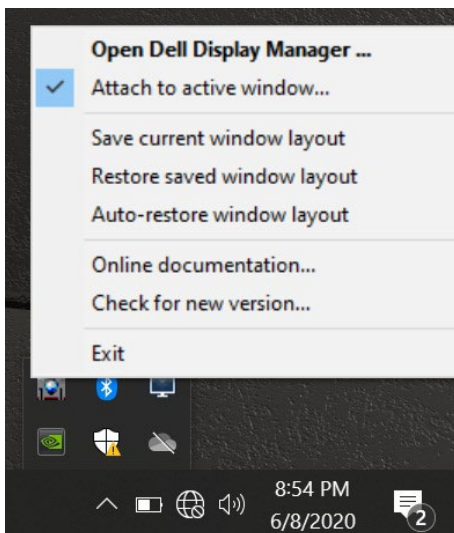 Open Dell Display Manager ...
Attach to active window...
Save current window layout
Restore saved window layout
Auto-restore window layout
Online documentation...
Check for new version...
Exit
8:54 PM
6/8/2020
2